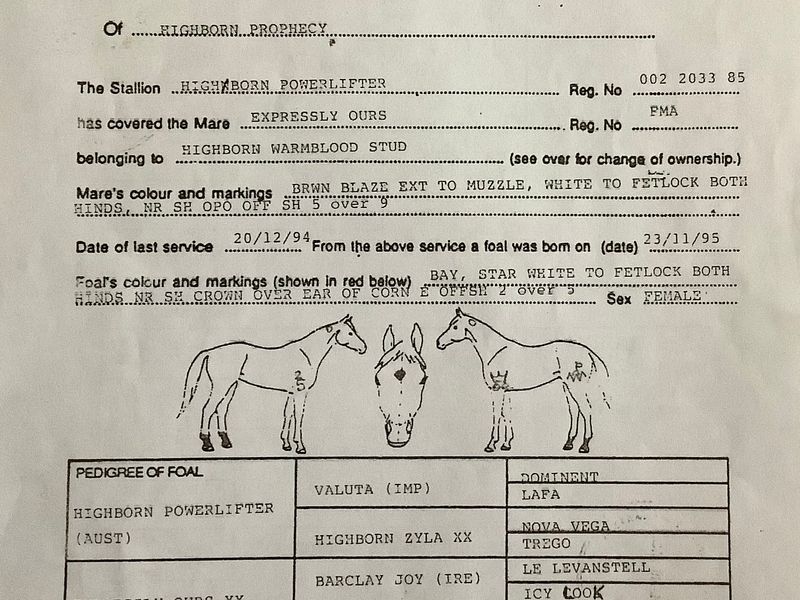 Of HIGHBORN PROPHECY
The Stallion HIGHBORN POWERLIFTER Reg. No 002 2033 85
has covered the Mare EXPRESSLY OURS Reg. No FMA
belonging to HIGHBORN WARMBLOOD STUD (see over for change of ownership.)
Mare's colour and markings BRWN BLAZE EXT TO MUZZLE, WHITE TO FETLOCK BOTH
HINDS, NR SH OPO OFF SH 5 over 9
Date of last service 20/12/94 From the above service a foal was born on (date) 23/11/95
Foal's colour and markings (shown in red below) BAY, STAR WHITE TO FETLOCK BOTH
HINDS NR SH CROWN OVER EAR OF CORN E OFFSH 2 over 5 Sex FEMALE
2
5
P
PEDIGREE OF FOAL
HIGHBORN POWERLIFTER
(AUST)
VALUTA (IMP)
HIGHBORN ZYLA XX
BARCLAY JOY (IRE)
DOMINENT
LAFA
NOVA VEGA
TREGO
LE LEVANSTELL
ICY LOOK